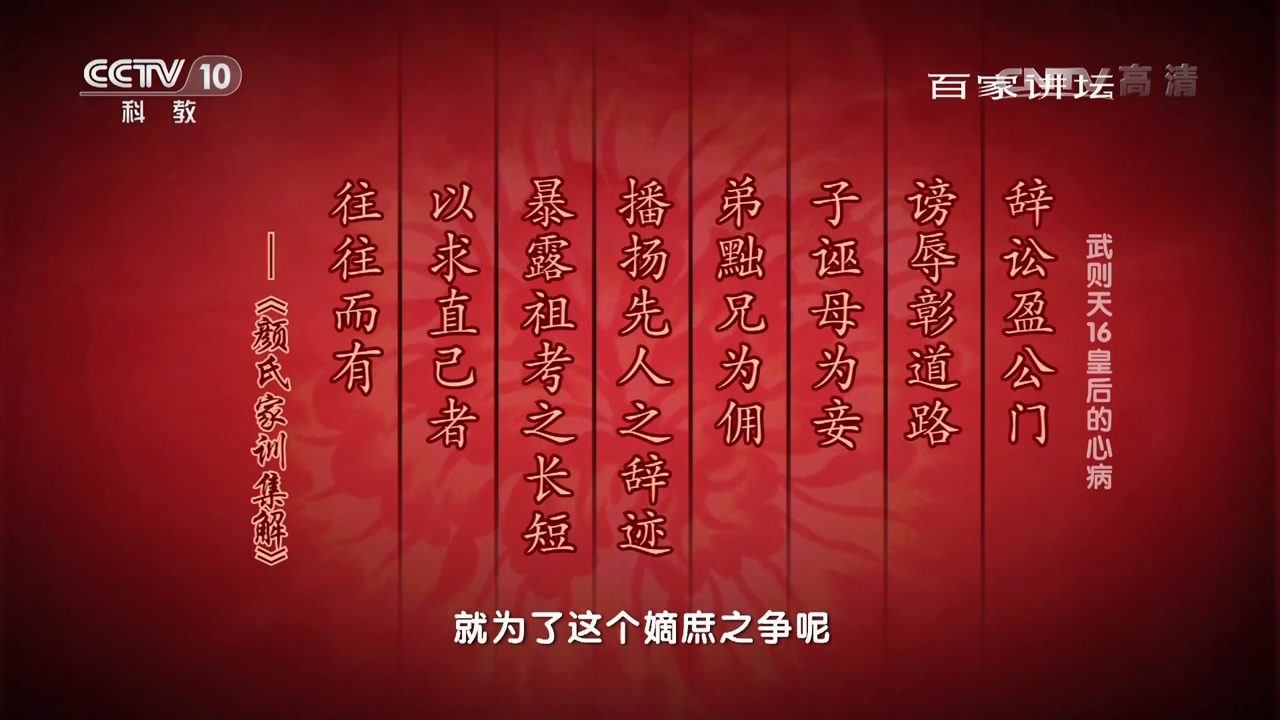 CCTV 10
科教
百家讲坛
CNTV高清
武则天16皇后的心病
辞讼盈公门
谤辱彰道路
子诬母为妾
弟黜兄为佣
播扬先人之辞迹
暴露祖考之长短
以求直己者
往往而有
—《颜氏家训集解》
就为了这个嫡庶之争呢